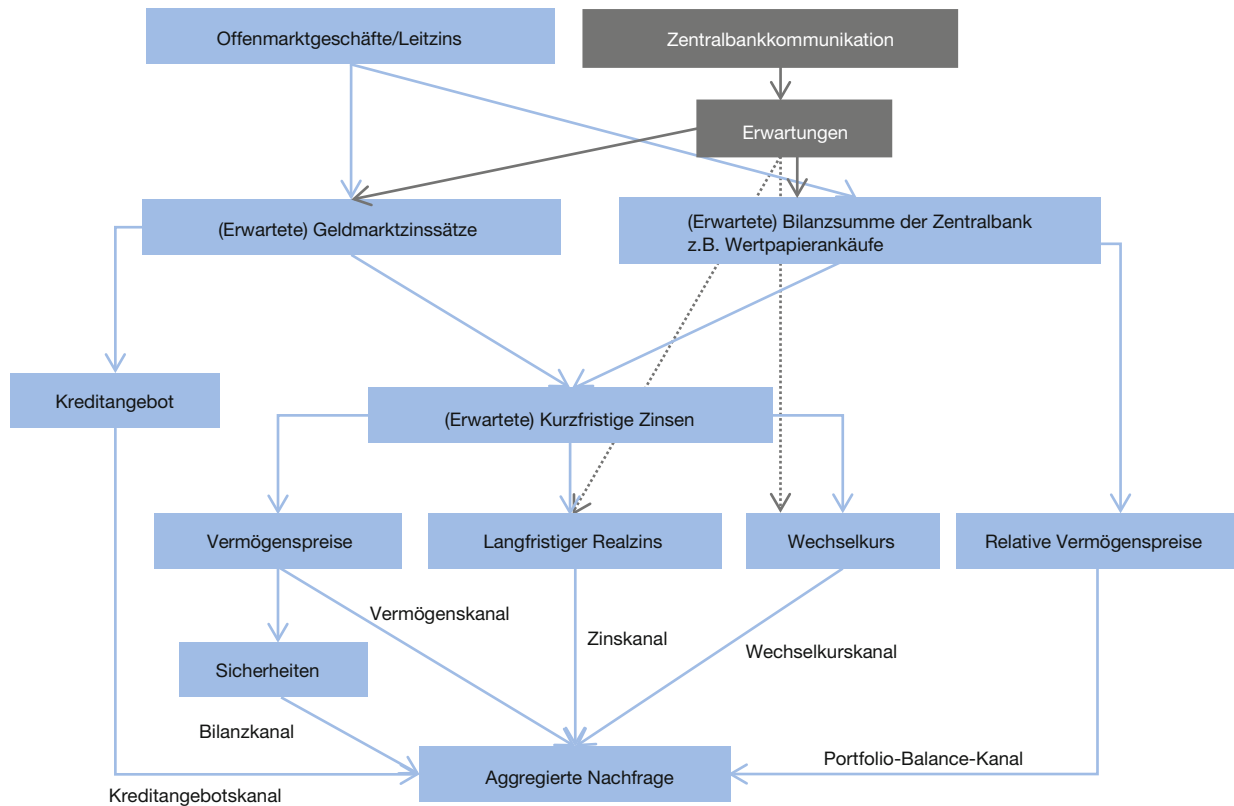 Offenmarktgeschäfte/Leitzins
Zentralbankkommunikation
Erwartungen
(Erwartete) Geldmarktzinssätze
(Erwartete) Bilanzsumme der Zentralbank
z.B. Wertpapierankäufe
Kreditangebot
(Erwartete) Kurzfristige Zinsen
Vermögenspreise
Langfristiger Realzins
Wechselkurs
Relative Vermögenspreise
Vermögenskanal
Zinskanal
Wechselkurskanal
Sicherheiten
Bilanzkanal
Portfolio-Balance-Kanal
Aggregierte Nachfrage
Kreditangebotskanal